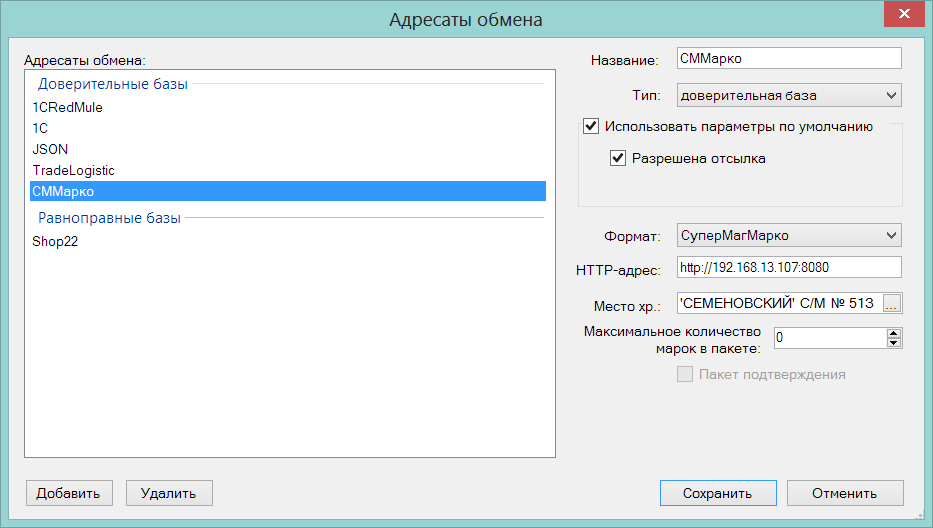 Адресаты обмена
Адресаты обмена:
Доверительные базы
1CRedMule
1C
JSON
TradeLogistic
СММарко
Равноправные базы
Shop22
Название: СММарко
Тип: доверительная база
Использовать параметры по умолчанию
Разрешена отсылка
Формат: СуперМагМарко
HTTP-адрес: http://192.168.13.107:8080
Место хр.: 'СЕМЕНОВСКИЙ' С/М № 513 ...
Максимальное количество
марок в пакете: 0
Пакет подтверждения
Добавить Удалить Сохранить Отменить